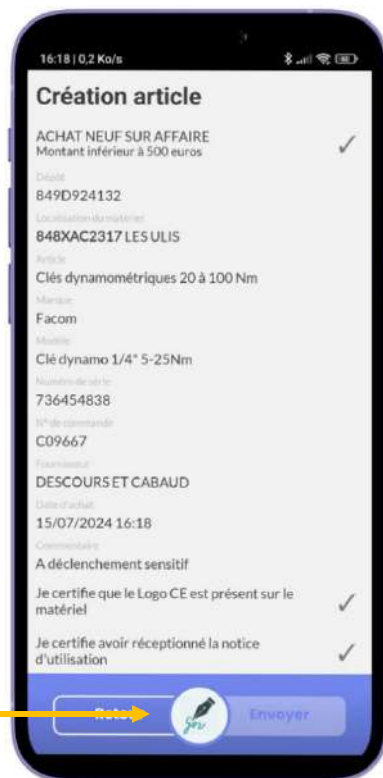 16:18 | 0,2 Ko/s
Création article
ACHAT NEUF SUR AFFAIRE
Montant inférieur à 500 euros
849D924132
Localisation du matériel
848XAC2317 LES ULIS
Article
Clés dynamométriques 20 à 100 Nm
Marque
Facom
Modèle
Clé dynamo 1/4" 5-25Nm
Numéro de série
736454838
N° de commande
C09667
Fournisseur
DESCOURS ET CABAUD
Date d'achat
15/07/2024 16:18
Commentaire
A déclenchement sensitif
Je certifie que le Logo CE est présent sur le
matériel
Je certifie avoir réceptionné la notice
d'utilisation
Envoyer